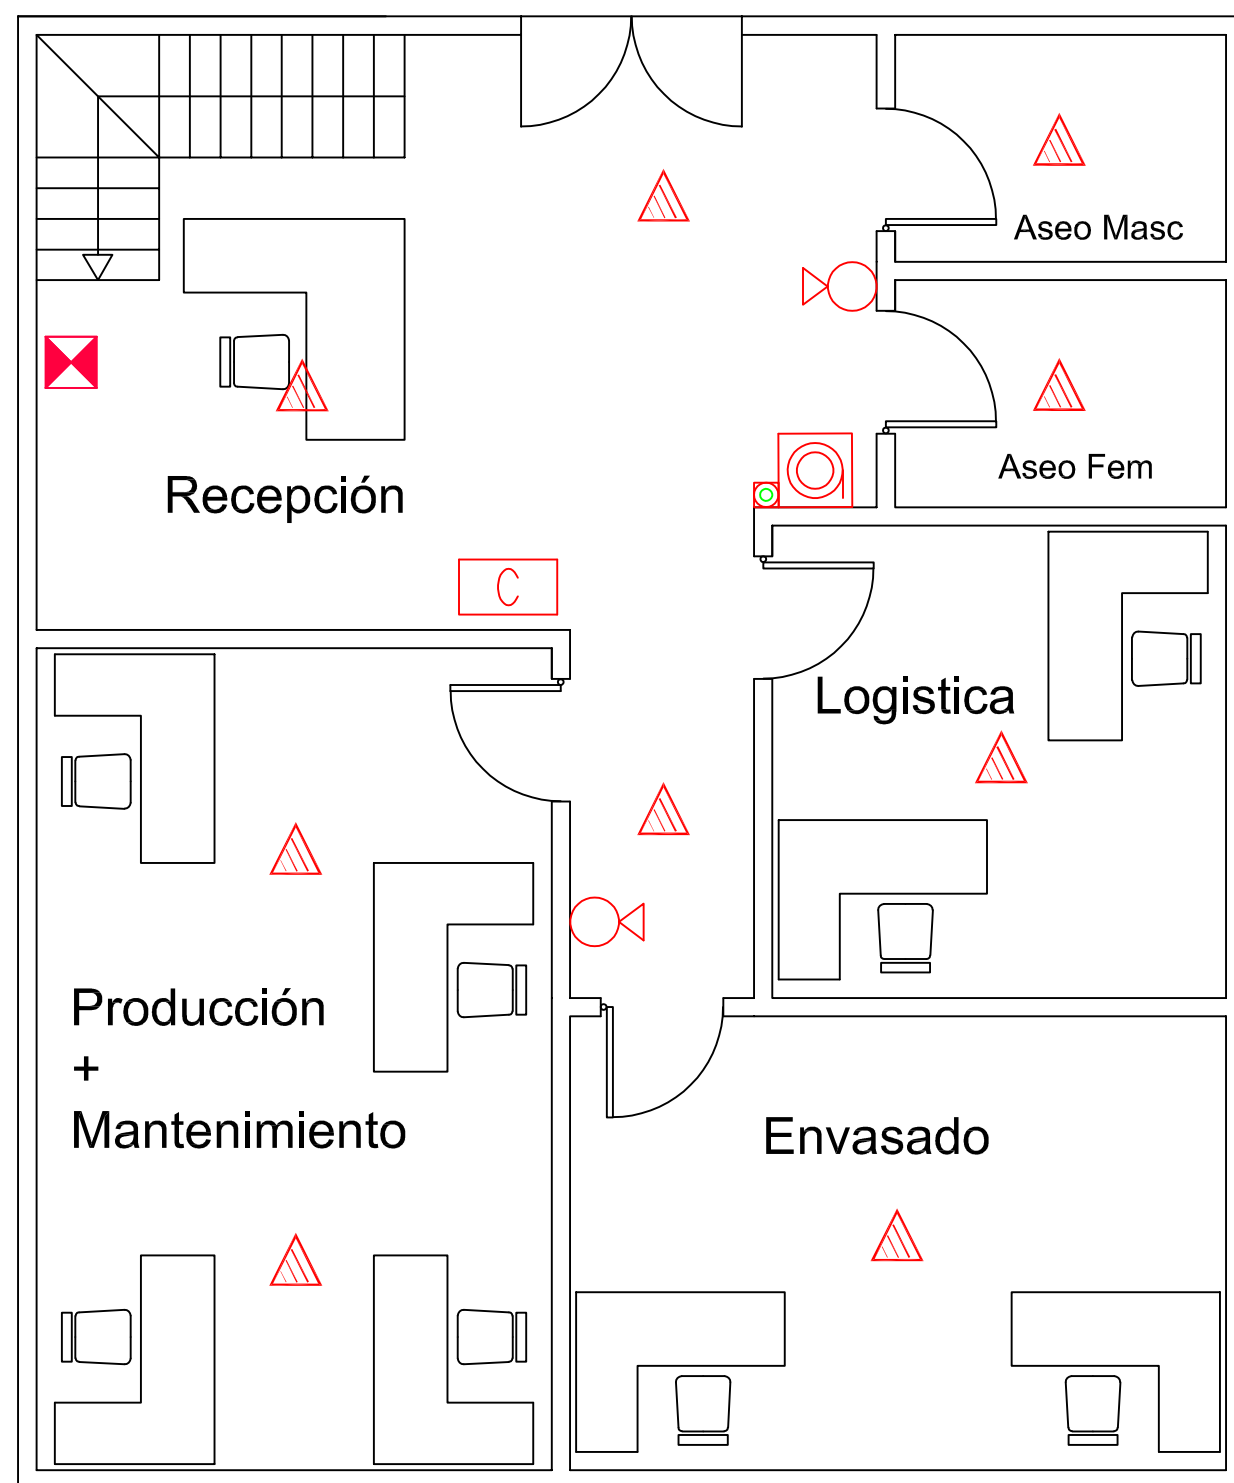 Aseo Masc
Aseo Fem
Recepción
C
Logistica
Producción
+
Mantenimiento
Envasado